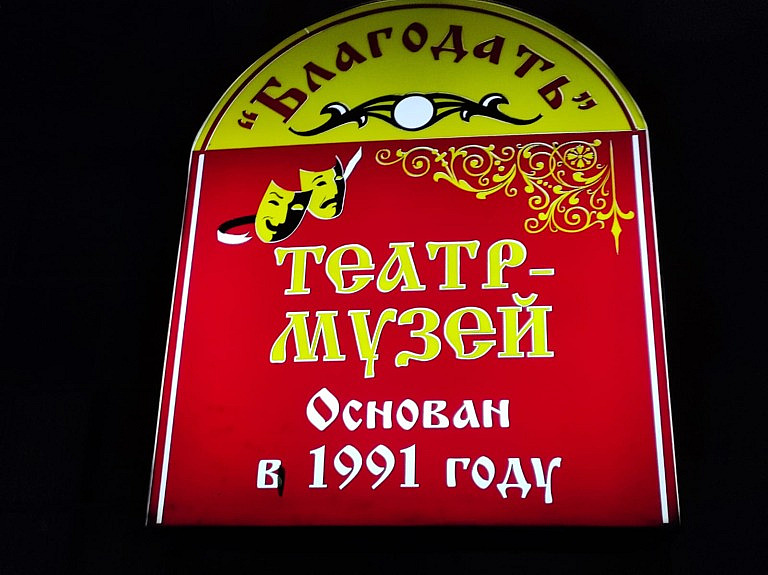 “Благодать”
ТЕАТР-
МУЗЕЙ
Основан
в 1991 году